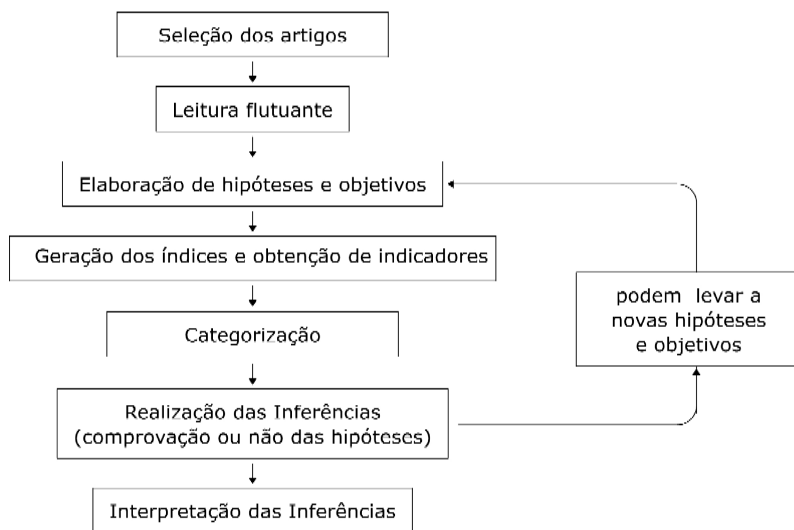 Seleção dos artigos
Leitura flutuante
Elaboração de hipóteses e objetivos
Geração dos índices e obtenção de indicadores
Categorização
Realização das Inferências
(comprovação ou não das hipóteses)
Interpretação das Inferências
podem levar a
novas hipóteses
e objetivos